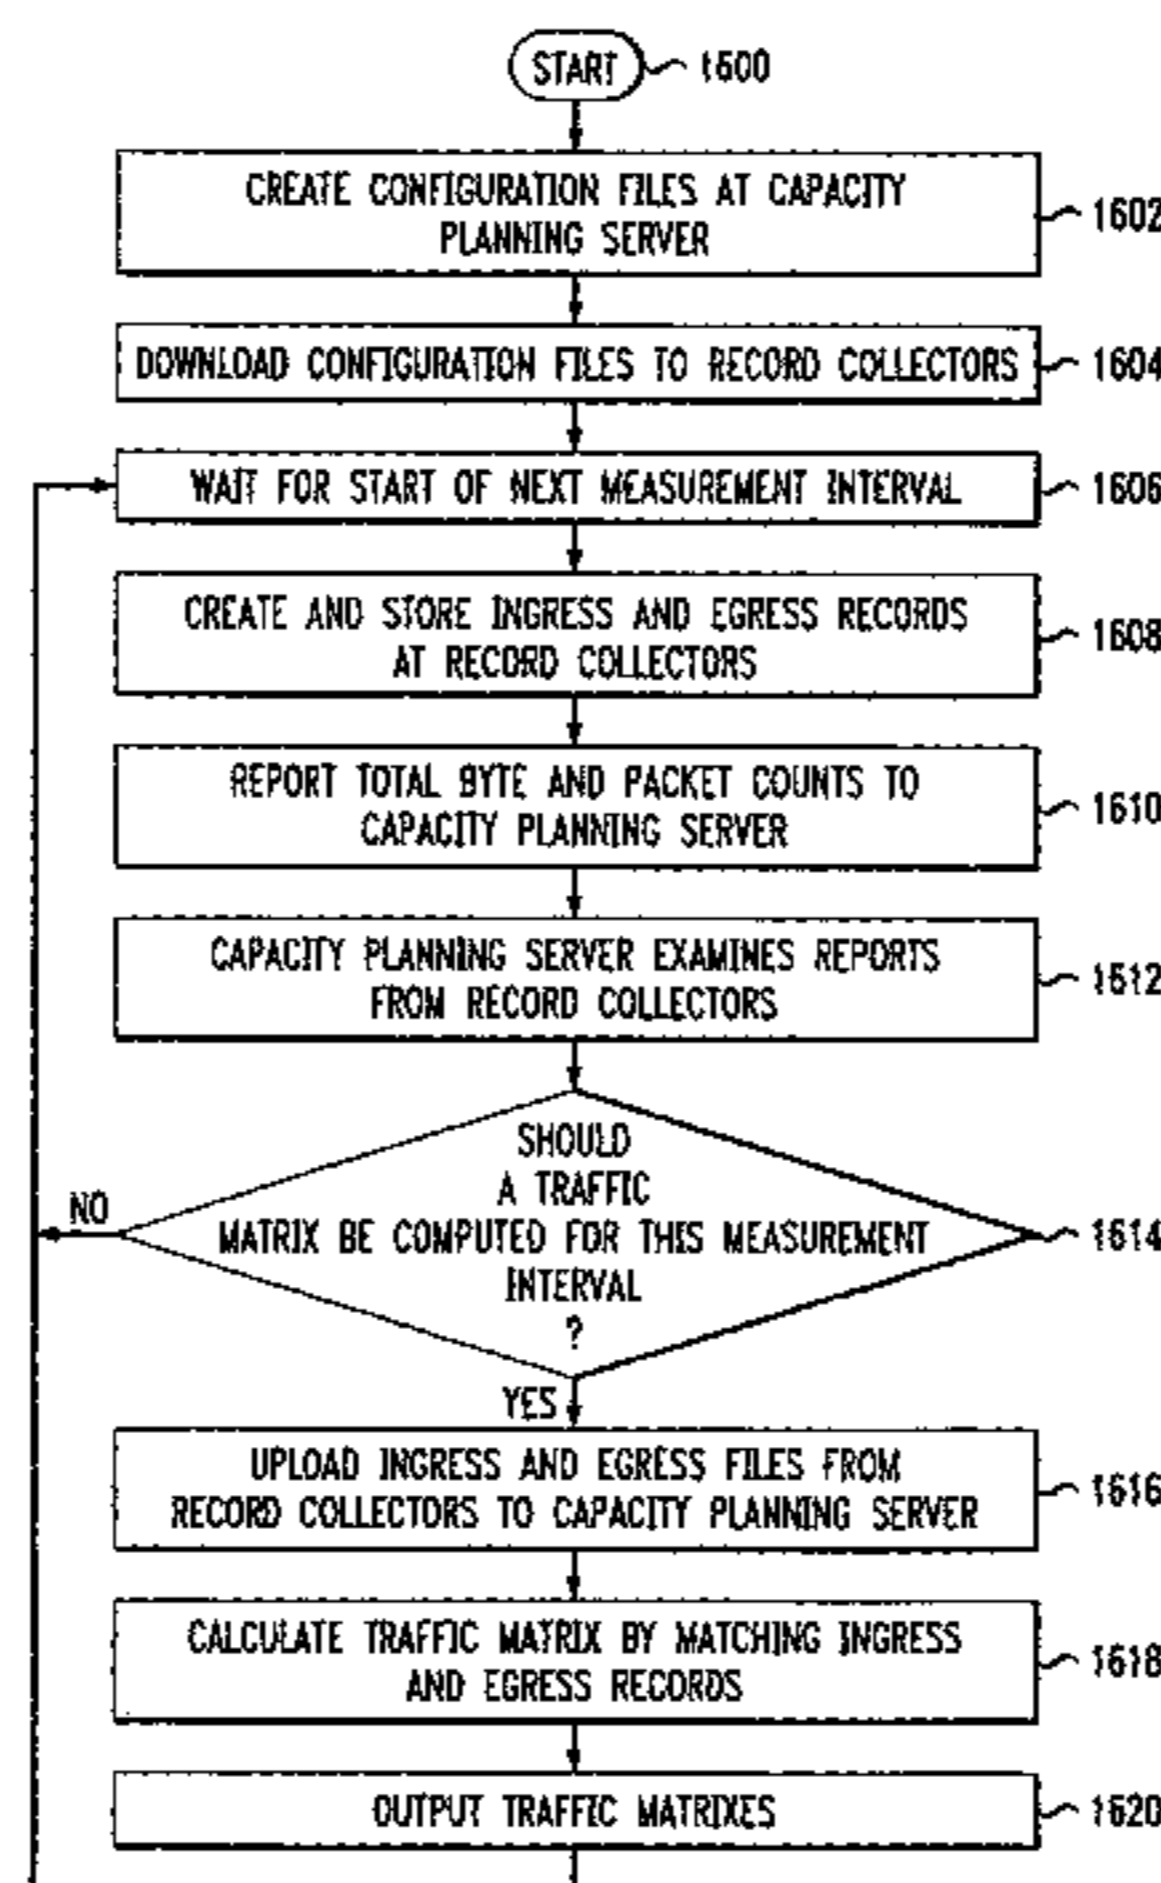 START 1600
CREATE CONFIGURATION FILES AT CAPACITY
PLANNING SERVER
1602
DOWNLOAD CONFIGURATION FILES TO RECORD COLLECTORS 1604
WAIT FOR START OF NEXT MEASUREMENT INTERVAL 1606
CREATE AND STORE INGRESS AND EGRESS RECORDS
AT RECORD COLLECTORS
1608
REPORT TOTAL BYTE AND PACKET COUNTS TO
CAPACITY PLANNING SERVER
1610
CAPACITY PLANNING SERVER EXAMINES REPORTS
FROM RECORD COLLECTORS
1612
SHOULD
A TRAFFIC
MATRIX BE COMPUTED FOR THIS MEASUREMENT
INTERVAL
?
1614
NO
YES
UPLOAD INGRESS AND EGRESS FILES FROM
RECORD COLLECTORS TO CAPACITY PLANNING SERVER
1616
CALCULATE TRAFFIC MATRIX BY MATCHING INGRESS
AND EGRESS RECORDS
1618
OUTPUT TRAFFIC MATRIXES 1620